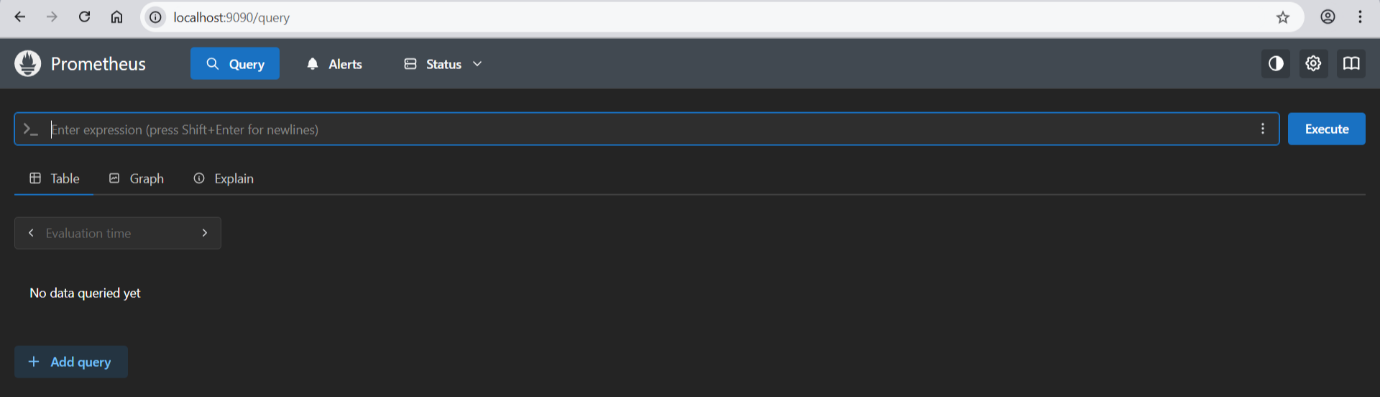 localhost:9090/query
Prometheus Query Alerts Status
>_ Enter expression (press Shift+Enter for newlines) Execute
Table Graph Explain
Evaluation time
No data queried yet
+ Add query